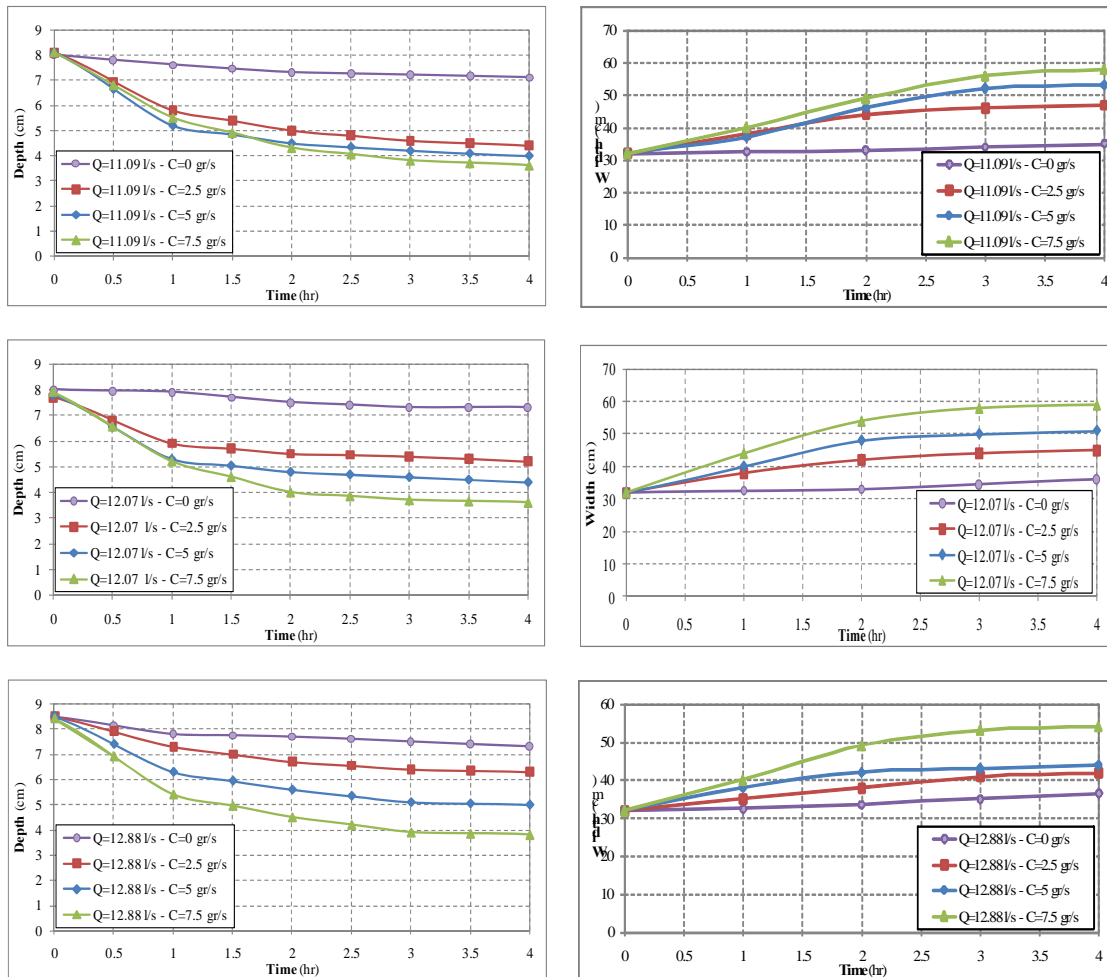 9
8
7
6
5
4
3
2
1
0
Depth (cm)
Q=11.09 l/s - C=0 gr/s
Q=11.09 l/s - C=2.5 gr/s
Q=11.09 l/s - C=5 gr/s
Q=11.09 l/s - C=7.5 gr/s
0 0.5 1 1.5 2 2.5 3 3.5 4
Time (hr)
70
60
50
40
30
20
10
0
Q=11.09 l/s - C=0 gr/s
Q=11.09 l/s - C=2.5 gr/s
Q=11.09 l/s - C=5 gr/s
Q=11.09 l/s - C=7.5 gr/s
0 0.5 1 1.5 2 2.5 3 3.5 4
Time(hr)
9
8
7
6
5
4
3
2
1
0
Depth (cm)
Q=12.07 l/s - C=0 gr/s
Q=12.07 l/s - C=2.5 gr/s
Q=12.07 l/s - C=5 gr/s
Q=12.07 l/s - C=7.5 gr/s
0 0.5 1 1.5 2 2.5 3 3.5 4
Time (hr)
70
60
50
40
30
20
10
0
Width (cm)
Q=12.07 l/s - C=0 gr/s
Q=12.07 l/s - C=2.5 gr/s
Q=12.07 l/s - C=5 gr/s
Q=12.07 l/s - C=7.5 gr/s
0 0.5 1 1.5 2 2.5 3 3.5 4
Time (hr)
9
8
7
6
5
4
3
2
1
0
Depth (cm)
Q=12.88 l/s - C=0 gr/s
Q=12.88 l/s - C=2.5 gr/s
Q=12.88 l/s - C=5 gr/s
Q=12.88 l/s - C=7.5 gr/s
0 0.5 1 1.5 2 2.5 3 3.5 4
Time (hr)
60
50
40
30
20
10
0
Q=12.88 l/s - C=0 gr/s
Q=12.88 l/s - C=2.5 gr/s
Q=12.88 l/s - C=5 gr/s
Q=12.88 l/s - C=7.5 gr/s
0 0.5 1 1.5 2 2.5 3 3.5 4
Time(hr)